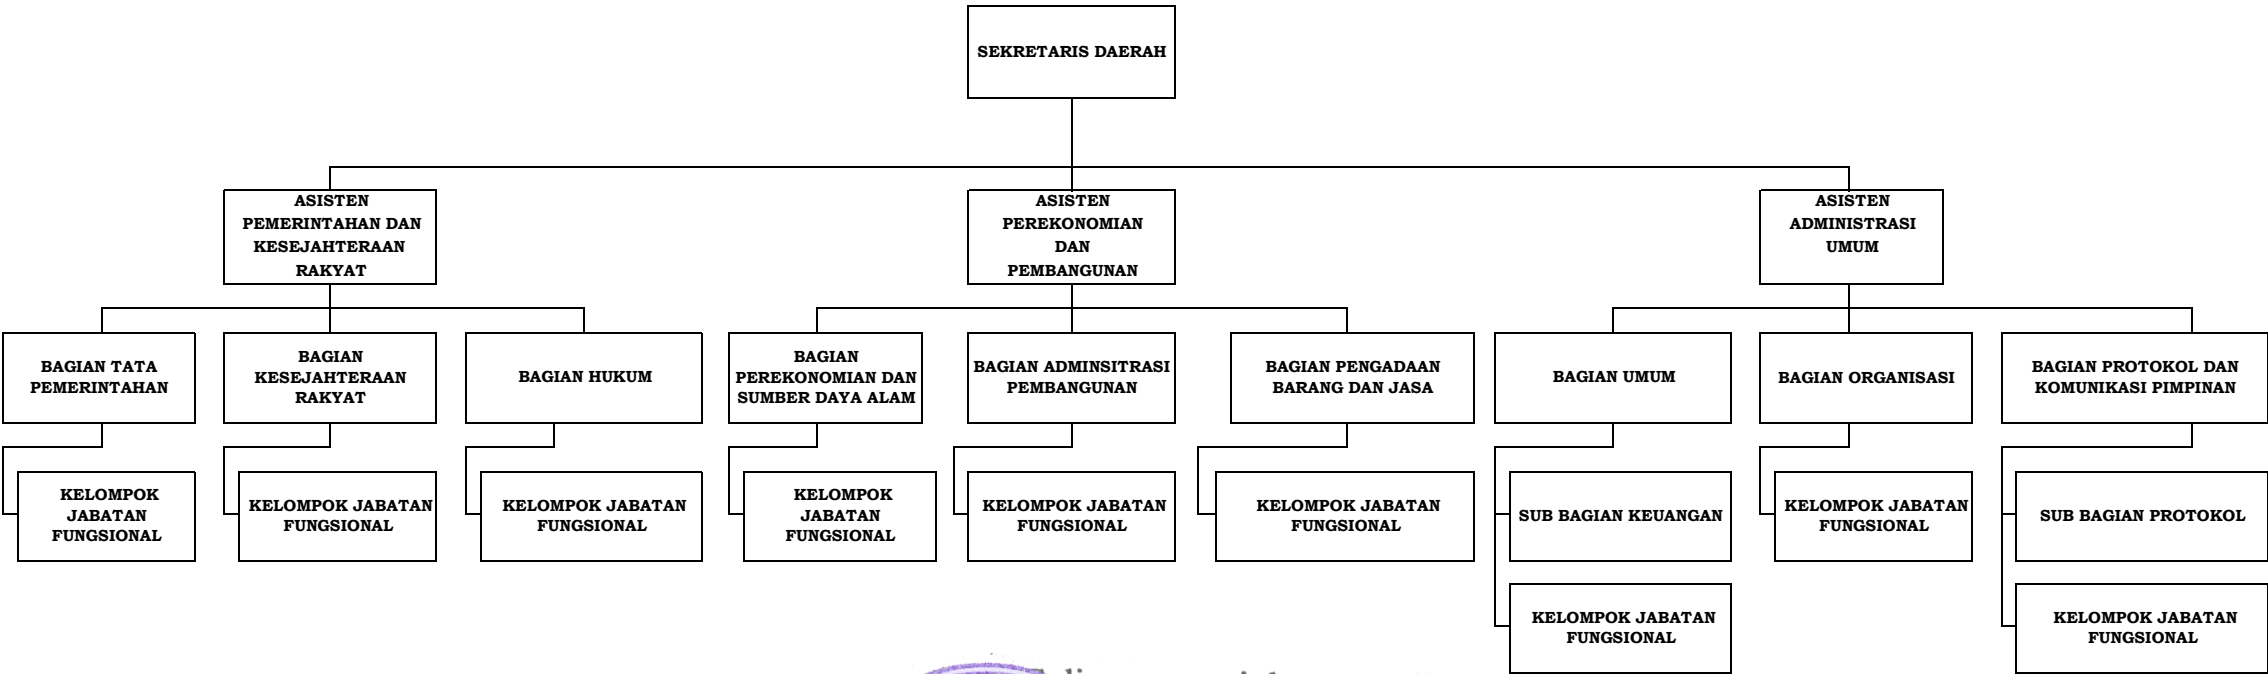 SEKRETARIS DAERAH
ASISTEN
PEMERINTAHAN DAN
KESEJAHTERAAN
RAKYAT
ASISTEN
PEREKONOMIAN
DAN
PEMBANGUNAN
ASISTEN
ADMINISTRASI
UMUM
BAGIAN TATA
PEMERINTAHAN
BAGIAN
KESEJAHTERAAN
RAKYAT
BAGIAN HUKUM
BAGIAN
PEREKONOMIAN DAN
SUMBER DAYA ALAM
BAGIAN ADMINSITRASI
PEMBANGUNAN
BAGIAN PENGADAAN
BARANG DAN JASA
BAGIAN UMUM
BAGIAN ORGANISASI
BAGIAN PROTOKOL DAN
KOMUNIKASI PIMPINAN
KELOMPOK
JABATAN
FUNGSIONAL
KELOMPOK JABATAN
FUNGSIONAL
KELOMPOK JABATAN
FUNGSIONAL
KELOMPOK
JABATAN
FUNGSIONAL
KELOMPOK JABATAN
FUNGSIONAL
KELOMPOK JABATAN
FUNGSIONAL
SUB BAGIAN KEUANGAN
KELOMPOK JABATAN
FUNGSIONAL
SUB BAGIAN PROTOKOL
KELOMPOK JABATAN
FUNGSIONAL
KELOMPOK JABATAN
FUNGSIONAL